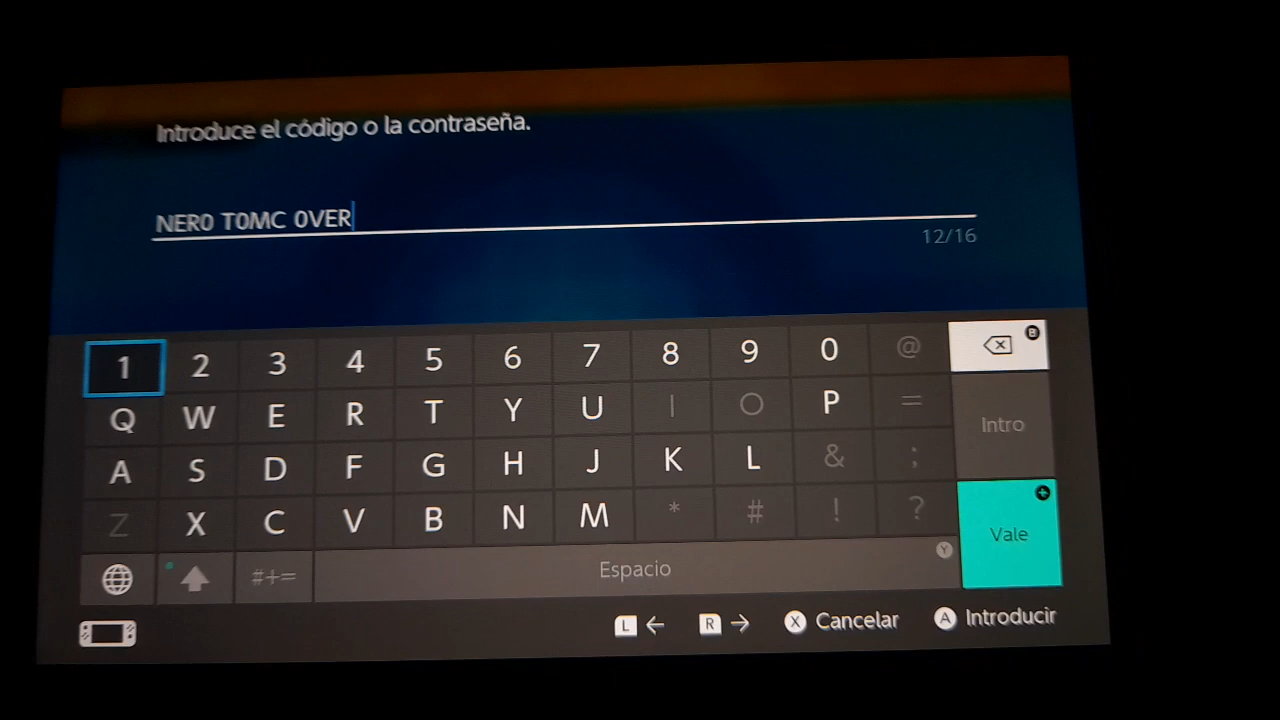 Introduce el código o la contraseña.
NER0 T0MC 0VER
12/16
1 2 3 4 5 6 7 8 9 0 @
Q W E R T Y U I O P =
Intro
A S D F G H J K L & ;
Z X C V B N M * # ! ?
Vale
#+= Espacio
L ← R → X Cancelar A Introducir